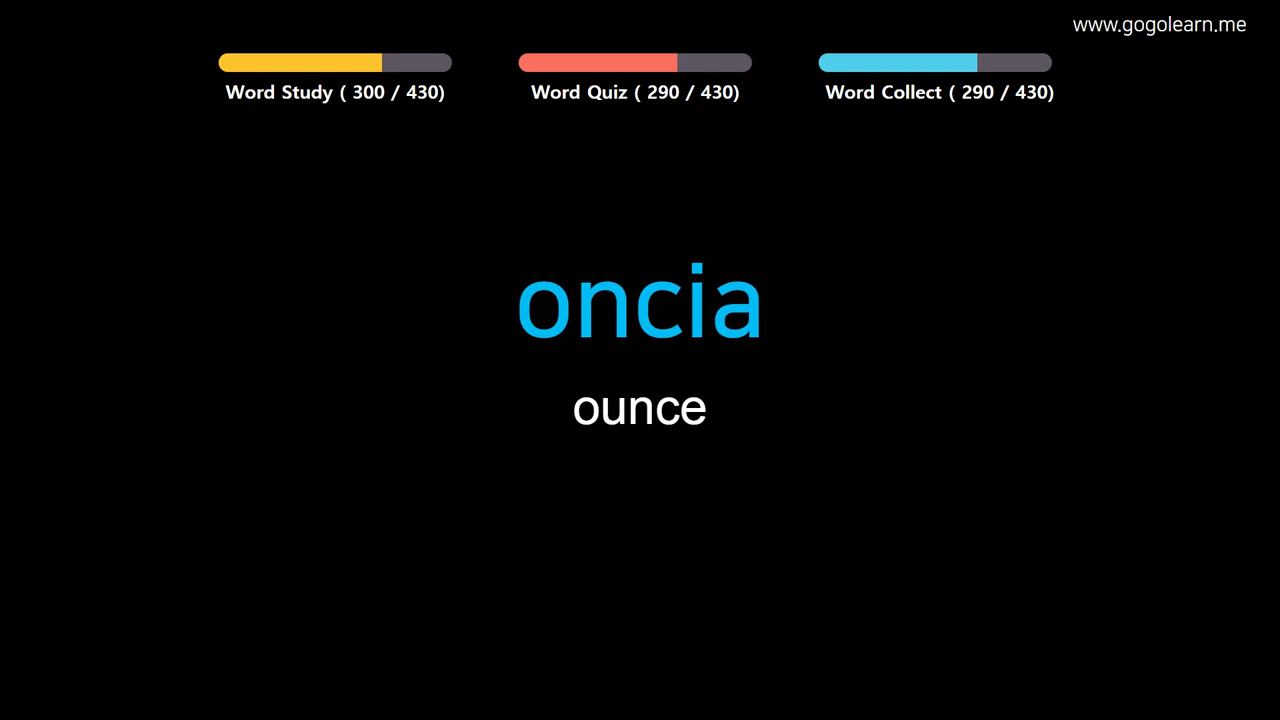 www.gogolearn.me
Word Study ( 300 / 430)
Word Quiz ( 290 / 430)
Word Collect ( 290 / 430)
oncia
ounce